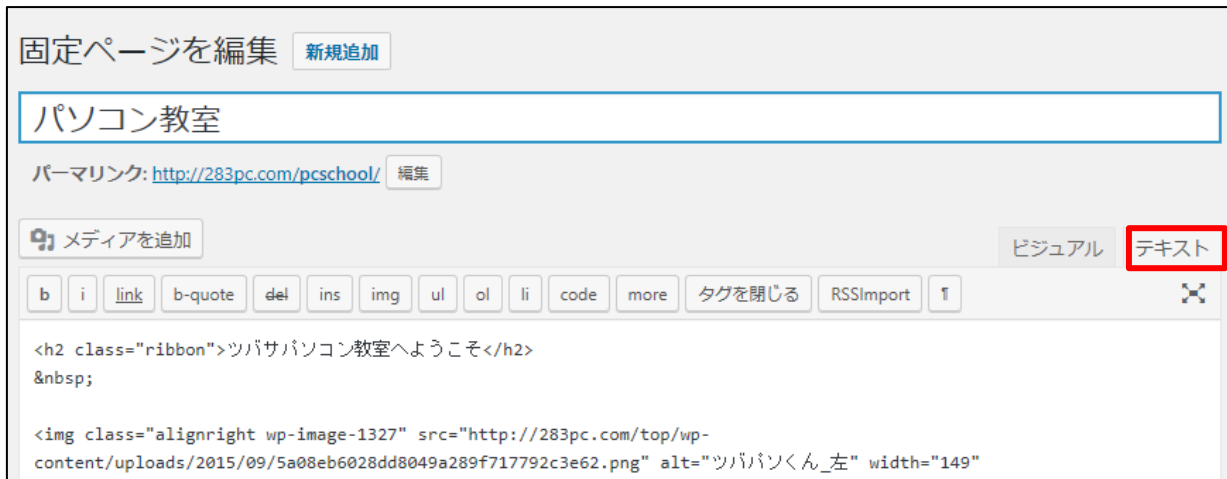 固定ページを編集 新規追加
パソコン教室
パーマリンク: http://283pc.com/pcschool/ 編集
メディアを追加
ビジュアル テキスト
b i link b-quote del ins img ul ol li code more タグを閉じる RSSImport ¶
<h2 class="ribbon">ツバサパソコン教室へようこそ</h2>
&nbsp;
<img class="alignright wp-image-1327" src="http://283pc.com/top/wp-
content/uploads/2015/09/5a08eb6028dd8049a289f717792c3e62.png" alt="ツバパソくん_左" width="149"